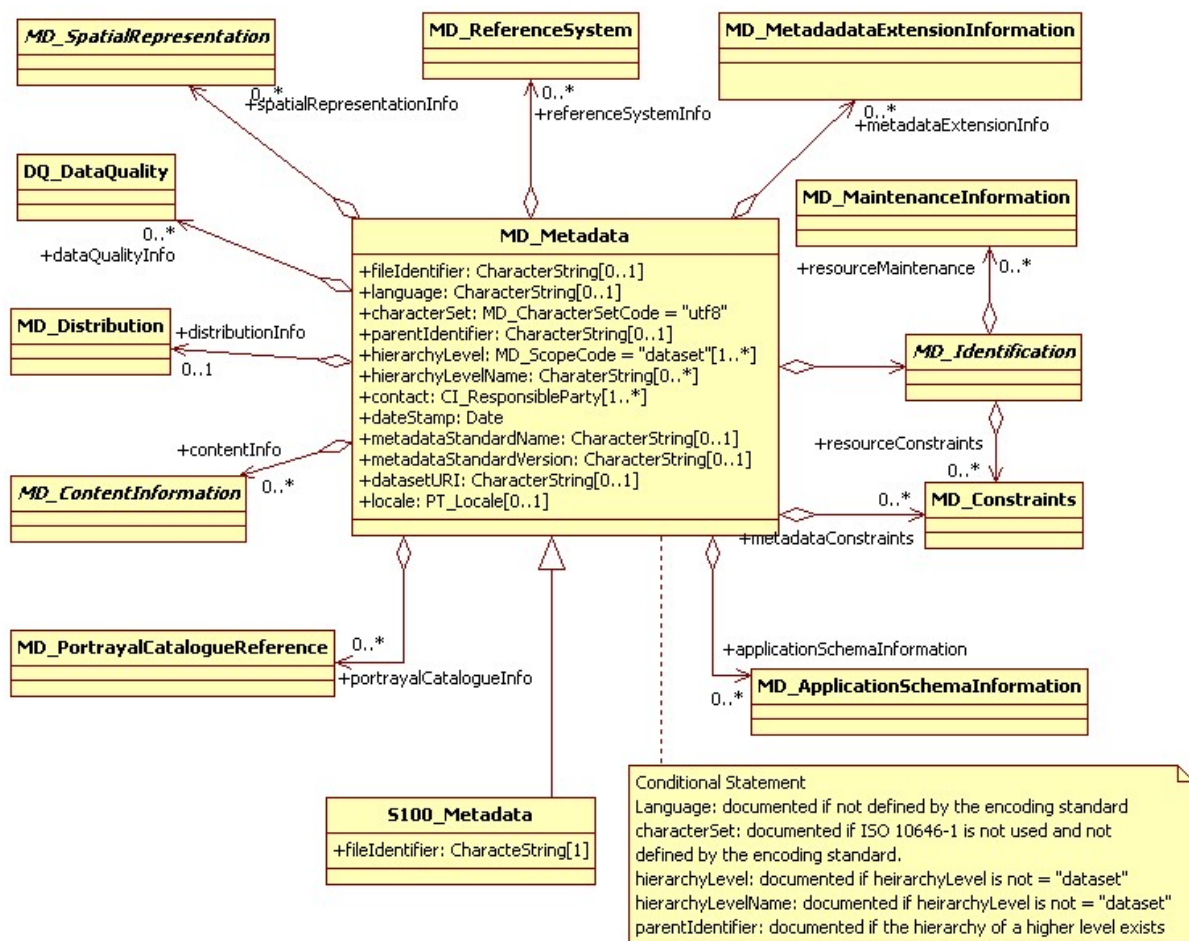 MD_SpatialRepresentation
0..*
+spatialRepresentationInfo
MD_ReferenceSystem
0..*
+referenceSystemInfo
MD_MetadadataExtensionInformation
0..*
+metadataExtensionInfo
DQ_DataQuality
0..*
+dataQualityInfo
MD_MaintenanceInformation
+resourceMaintenance
0..*
MD_Metadata
+fileIdentifier: CharacterString[0..1]
+language: CharacterString[0..1]
+characterSet: MD_CharacterSetCode = "utf8"
+parentIdentifier: CharacterString[0..1]
+hierarchyLevel: MD_ScopeCode = "dataset"[1..*]
+hierarchyLevelName: CharaterString[0..*]
+contact: CI_ResponsibleParty[1..*]
+dateStamp: Date
+metadataStandardName: CharacterString[0..1]
+metadataStandardVersion: CharacterString[0..1]
+datasetURI: CharacterString[0..1]
+locale: PT_Locale[0..1]
MD_Distribution
+distributionInfo
0..1
MD_Identification
+resourceConstraints
0..*
+contentInfo
0..*
MD_ContentInformation
MD_Constraints
0..*
+metadataConstraints
MD_PortrayalCatalogueReference
0..*
+portrayalCatalogueInfo
+applicationSchemaInformation
0..*
MD_ApplicationSchemaInformation
S100_Metadata
+fileIdentifier: CharacteString[1]
Conditional Statement
Language: documented if not defined by the encoding standard
characterSet: documented if ISO 10646-1 is not used and not
defined by the encoding standard.
hierarchyLevel: documented if heirarchyLevel is not = "dataset"
hierarchyLevelName: documented if heirarchyLevel is not = "dataset"
parentIdentifier: documented if the hierarchy of a higher level exists